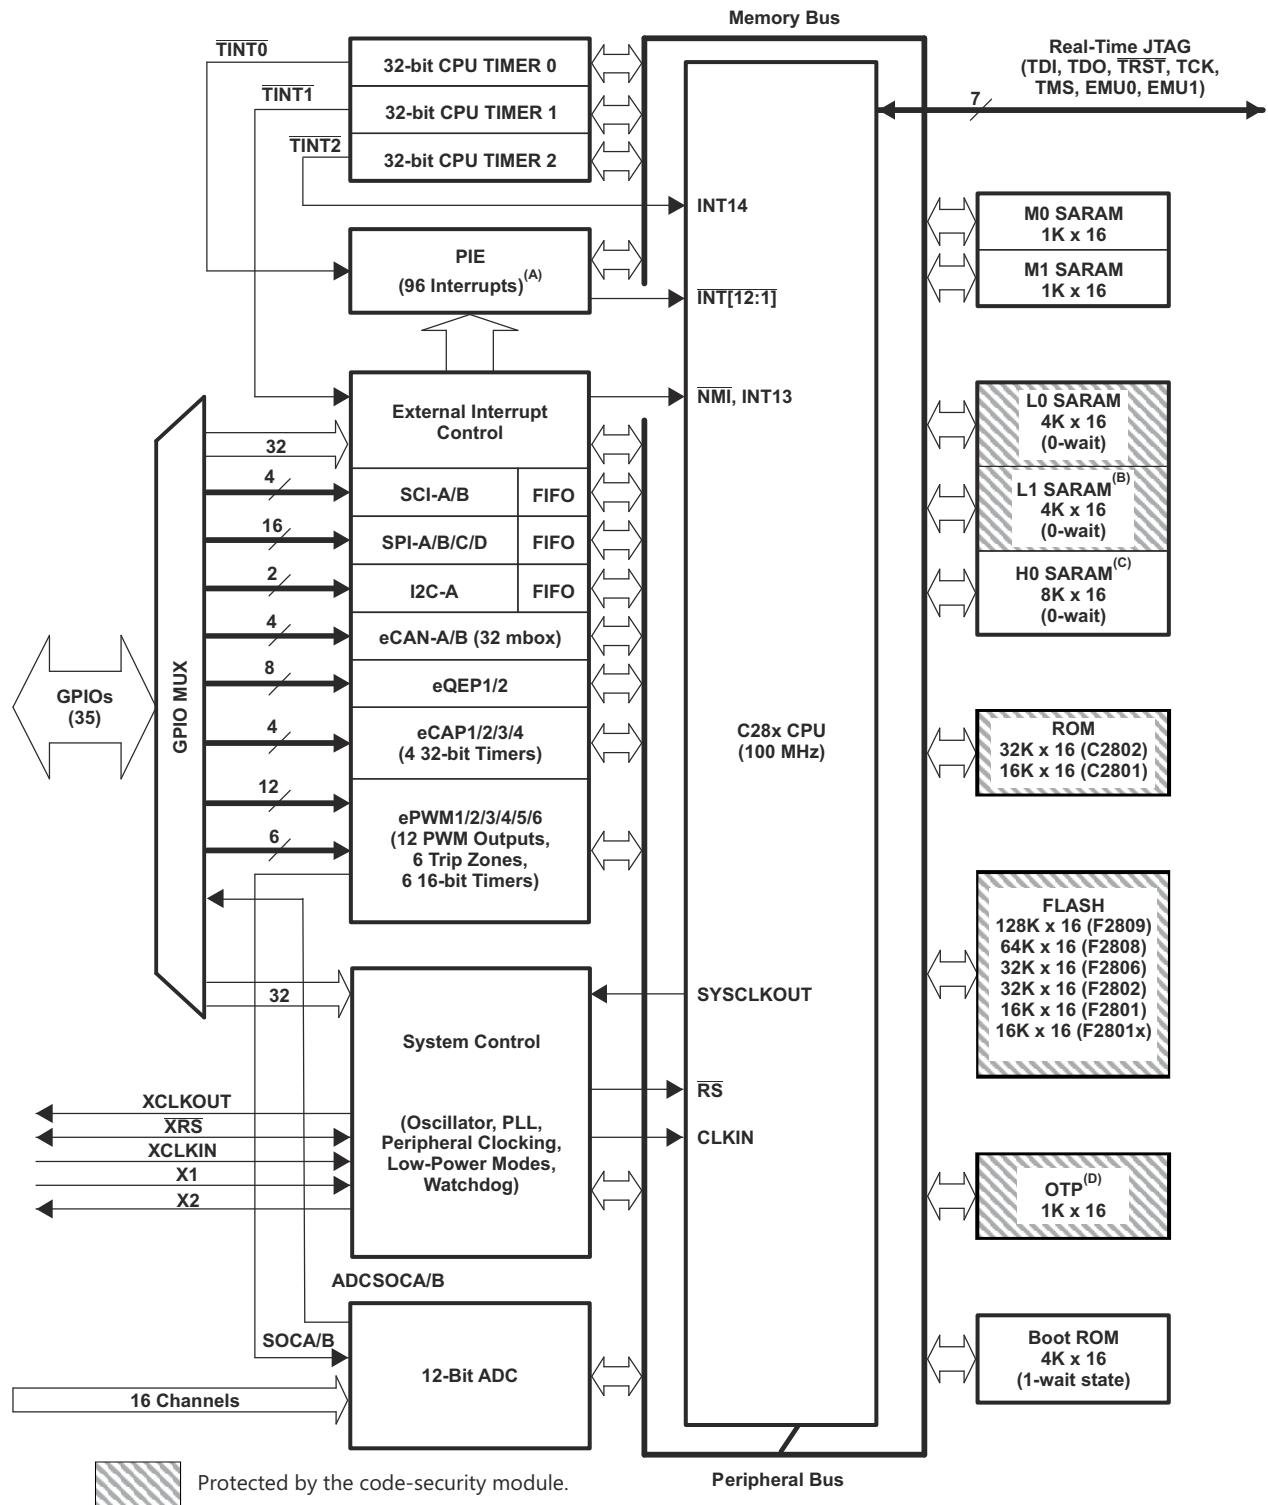 Memory Bus
TINT0
32-bit CPU TIMER 0
TINT1
32-bit CPU TIMER 1
TINT2
32-bit CPU TIMER 2
Real-Time JTAG
(TDI, TDO, TRST, TCK,
TMS, EMU0, EMU1)
7
INT14
PIE
(96 Interrupts)(A)
INT[12:1]
M0 SARAM
1K x 16
M1 SARAM
1K x 16
External Interrupt
Control
NMI, INT13
32
4
SCI-A/B
FIFO
16
SPI-A/B/C/D
FIFO
2
I2C-A
FIFO
4
eCAN-A/B (32 mbox)
8
eQEP1/2
4
eCAP1/2/3/4
(4 32-bit Timers)
12
6
ePWM1/2/3/4/5/6
(12 PWM Outputs,
6 Trip Zones,
6 16-bit Timers)
GPIOs
(35)
GPIO MUX
C28x CPU
(100 MHz)
L0 SARAM
4K x 16
(0-wait)
L1 SARAM(B)
4K x 16
(0-wait)
H0 SARAM(C)
8K x 16
(0-wait)
ROM
32K x 16 (C2802)
16K x 16 (C2801)
FLASH
128K x 16 (F2809)
64K x 16 (F2808)
32K x 16 (F2806)
32K x 16 (F2802)
16K x 16 (F2801)
16K x 16 (F2801x)
32
System Control
(Oscillator, PLL,
Peripheral Clocking,
Low-Power Modes,
Watchdog)
SYSCLKOUT
RS
CLKIN
XCLKOUT
XRS
XCLKIN
X1
X2
OTP(D)
1K x 16
ADCSOCA/B
SOCA/B
12-Bit ADC
16 Channels
Boot ROM
4K x 16
(1-wait state)
Peripheral Bus
Protected by the code-security module.